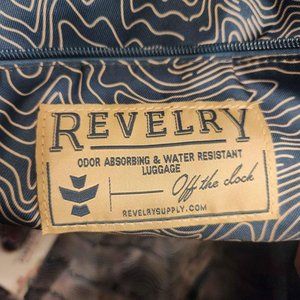 REVELRY
ODOR ABSORBING & WATER RESISTANT
LUGGAGE
Off the clock
REVELRYSUPPLY.COM